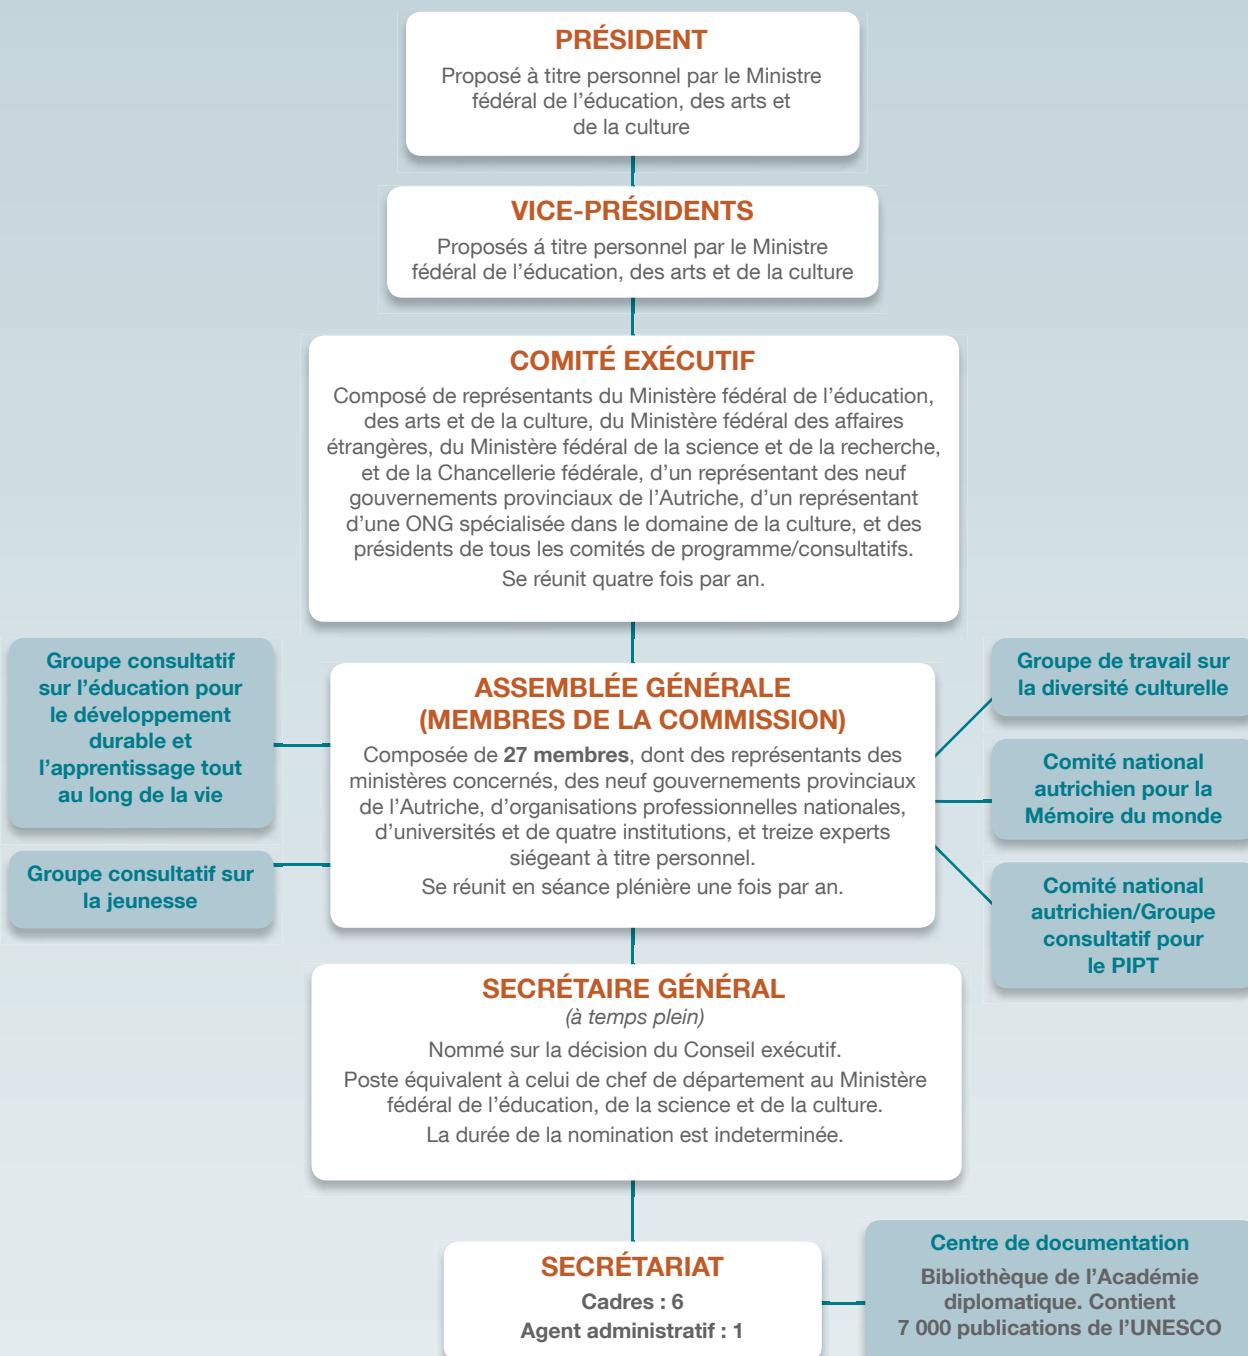 PRÉSIDENT
Proposé à titre personnel par le Ministre
fédéral de l’éducation, des arts et
de la culture
VICE-PRÉSIDENTS
Proposés á titre personnel par le Ministre
fédéral de l’éducation, des arts et de la culture
COMITÉ EXÉCUTIF
Composé de représentants du Ministère fédéral de l’éducation,
des arts et de la culture, du Ministère fédéral des affaires
étrangères, du Ministère fédéral de la science et de la recherche,
et de la Chancellerie fédérale, d’un représentant des neuf
gouvernements provinciaux de l’Autriche, d’un représentant
d’une ONG spécialisée dans le domaine de la culture, et des
présidents de tous les comités de programme/consultatifs.
Se réunit quatre fois par an.
Groupe consultatif
sur l’éducation pour
le développement
durable et
l’apprentissage tout
au long de la vie
Groupe consultatif sur
la jeunesse
ASSEMBLÉE GÉNÉRALE
(MEMBRES DE LA COMMISSION)
Composée de 27 membres, dont des représentants des
ministères concernés, des neuf gouvernements provinciaux
de l’Autriche, d’organisations professionnelles nationales,
d’universités et de quatre institutions, et treize experts
siégeant à titre personnel.
Se réunit en séance plénière une fois par an.
Groupe de travail sur
la diversité culturelle
Comité national
autrichien pour la
Mémoire du monde
Comité national
autrichien/Groupe
consultatif pour
le PIPT
SECRÉTAIRE GÉNÉRAL
(à temps plein)
Nommé sur la décision du Conseil exécutif.
Poste équivalent à celui de chef de département au Ministère
fédéral de l’éducation, de la science et de la culture.
La durée de la nomination est indeterminée.
SECRÉTARIAT
Cadres : 6
Agent administratif : 1
Centre de documentation
Bibliothèque de l’Académie
diplomatique. Contient
7 000 publications de l’UNESCO